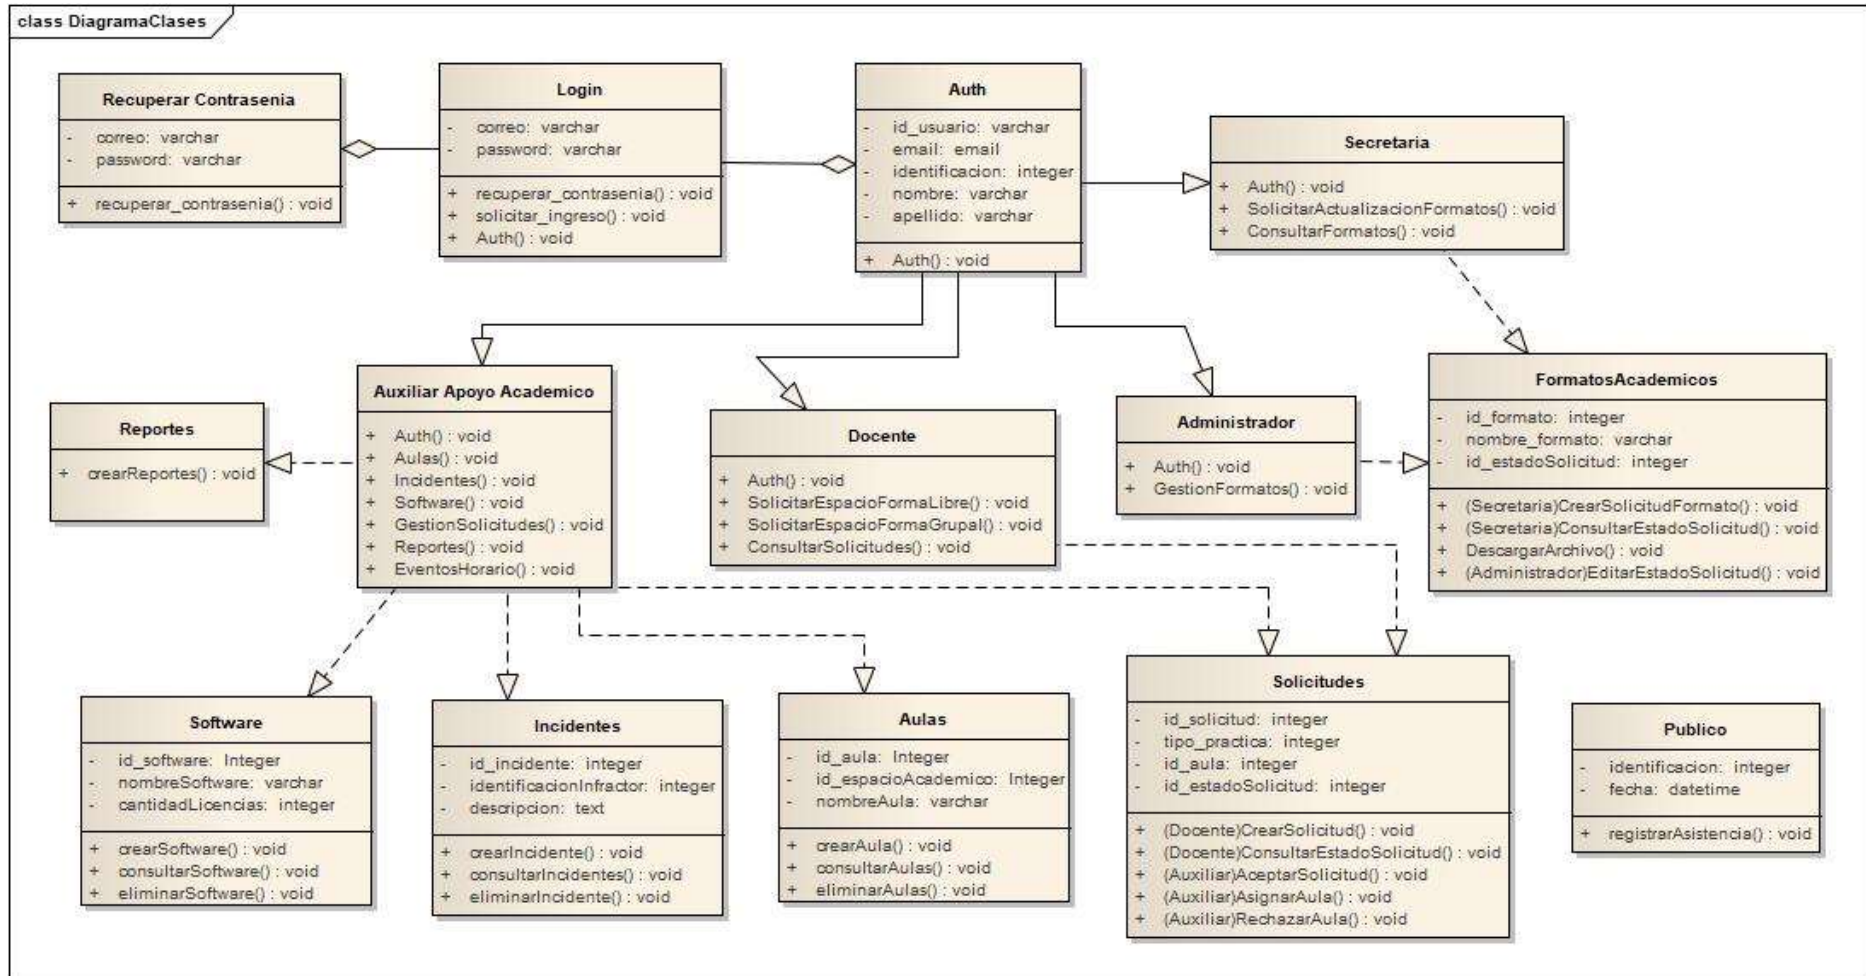 class DiagramaClases
Recuperar Contrasenia
- correo: varchar
- password: varchar
+ recuperar_contrasenia() : void
Login
- correo: varchar
- password: varchar
+ recuperar_contrasenia() : void
+ solicitar_ingreso() : void
+ Auth() : void
Auth
- id_usuario: varchar
- email: email
- identificacion: integer
- nombre: varchar
- apellido: varchar
+ Auth() : void
Secretaria
+ Auth() : void
+ SolicitarActualizacionFormatos() : void
+ ConsultarFormatos() : void
Reportes
+ crearReportes() : void
Auxiliar Apoyo Academico
+ Auth() : void
+ Aulas() : void
+ Incidentes() : void
+ Software() : void
+ GestionSolicitudes() : void
+ Reportes() : void
+ EventosHorario() : void
Docente
+ Auth() : void
+ SolicitarEspacioFormaLibre() : void
+ SolicitarEspacioFormaGrupal() : void
+ ConsultarSolicitudes() : void
Administrador
+ Auth() : void
+ GestionFormatos() : void
FormatosAcademicos
- id_formato: integer
- nombre_formato: varchar
- id_estadoSolicitud: integer
+ (Secretaria)CrearSolicitudFormato() : void
+ (Secretaria)ConsultarEstadoSolicitud() : void
+ DescargarArchivo() : void
+ (Administrador)EditarEstadoSolicitud() : void
Software
- id_software: Integer
- nombreSoftware: varchar
- cantidadLicencias: integer
+ crearSoftware() : void
+ consultarSoftware() : void
+ eliminarSoftware() : void
Incidentes
- id_incidente: integer
- identificacionInfractor: integer
- descripcion: text
+ crearIncidente() : void
+ consultarIncidentes() : void
+ eliminarIncidente() : void
Aulas
- id_aula: Integer
- id_espacioAcademico: Integer
- nombreAula: varchar
+ crearAula() : void
+ consultarAulas() : void
+ eliminarAulas() : void
Solicitudes
- id_solicitud: integer
- tipo_practica: integer
- id_aula: integer
- id_estadoSolicitud: integer
+ (Docente)CrearSolicitud() : void
+ (Docente)ConsultarEstadoSolicitud() : void
+ (Auxiliar)AceptarSolicitud() : void
+ (Auxiliar)AsignarAula() : void
+ (Auxiliar)RechazarAula() : void
Publico
- identificacion: integer
- fecha: datetime
+ registrarAsistencia() : void